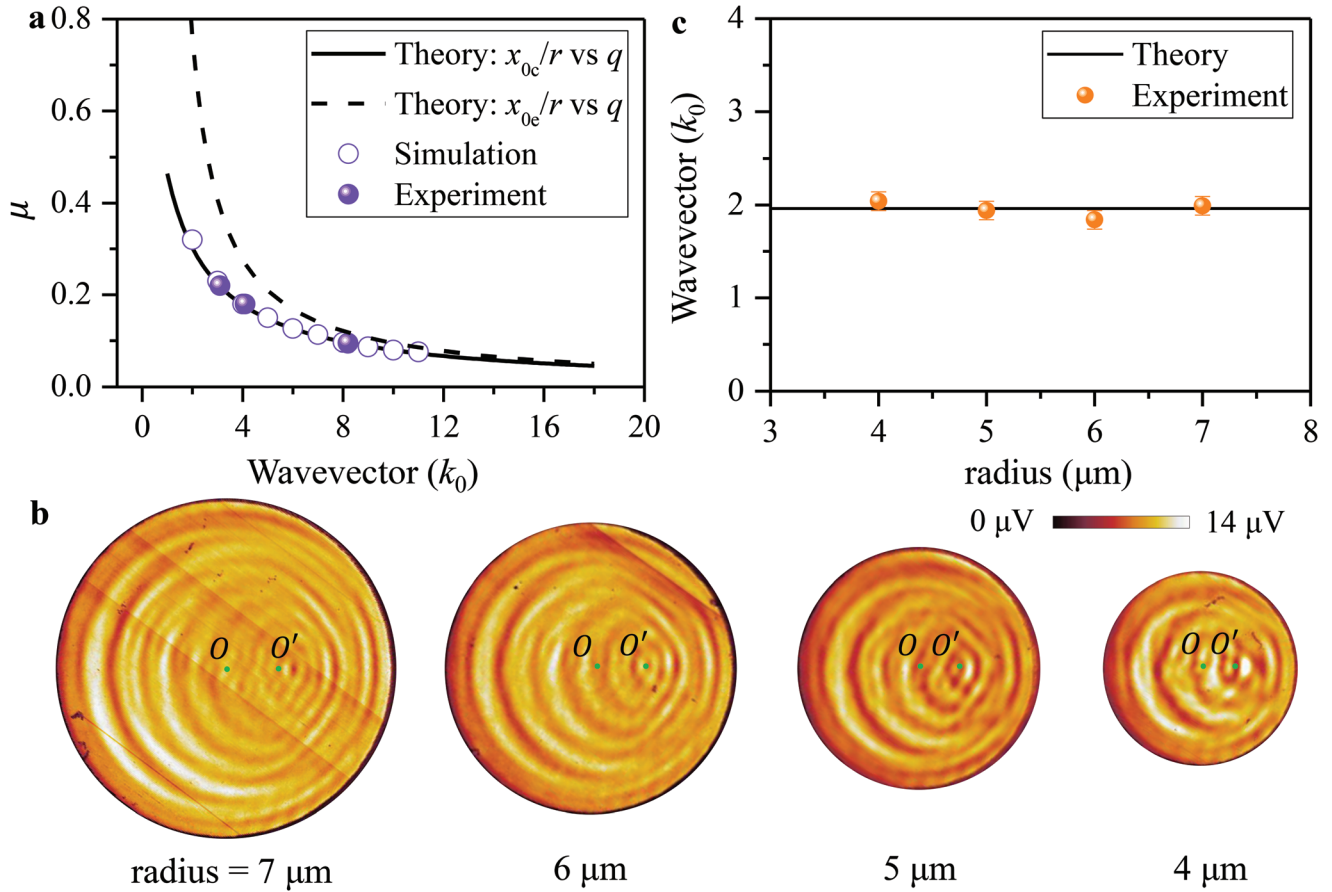 a
0.8
0.6
0.4
0.2
0.0
μ
0 4 8 12 16 20
Wavevector (k₀)
Theory: x₀c/r vs q
Theory: x₀e/r vs q
Simulation
Experiment
c
4
3
2
1
0
Wavevector (k₀)
3 4 5 6 7 8
radius (μm)
Theory
Experiment
b
0 μV 14 μV
O O′
O O′
O O′
O O′
radius = 7 μm 6 μm 5 μm 4 μm